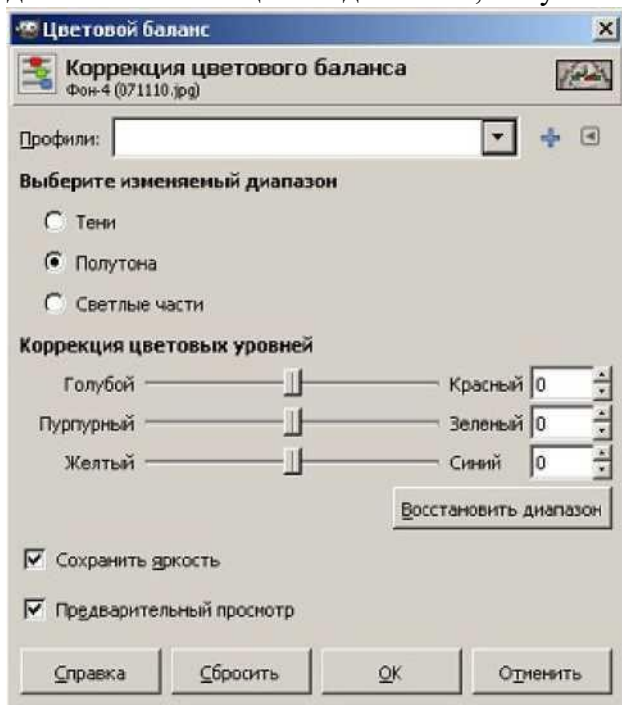 Цветовой баланс
Коррекция цветового баланса
Фон-4 (071110.jpg)
Профили:
Выберите изменяемый диапазон
Тени
Полутона
Светлые части
Коррекция цветовых уровней
Голубой Красный 0
Пурпурный Зеленый 0
Желтый Синий 0
Восстановить диапазон
Сохранить яркость
Предварительный просмотр
Справка Сбросить OK Отменить